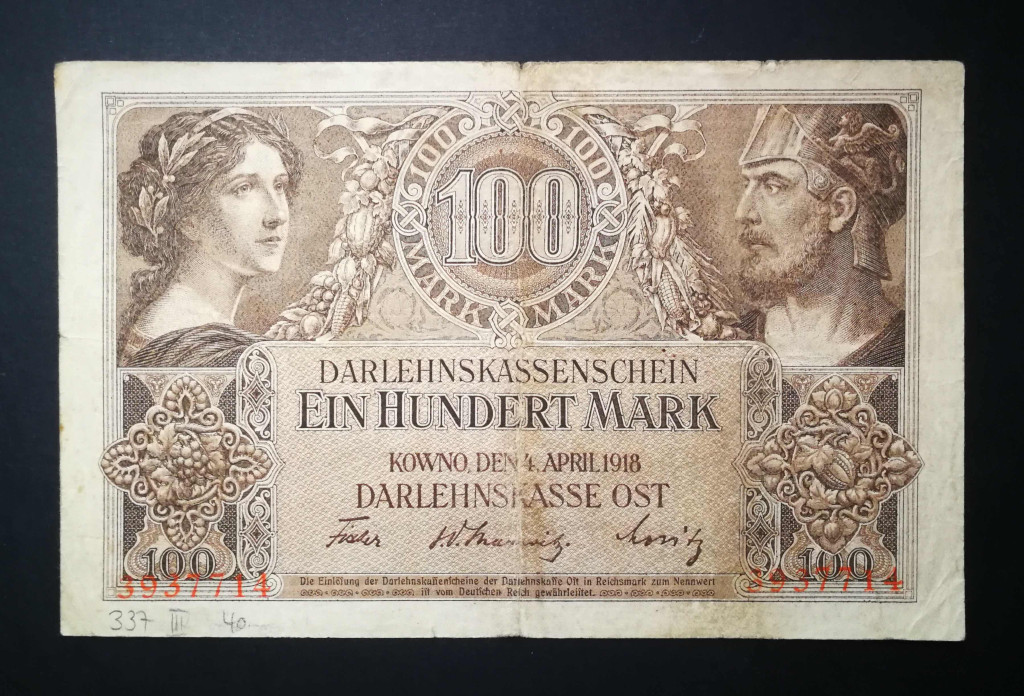 100 100
100
MARK MARK
DARLEHNSKASSENSCHEIN
EIN HUNDERT MARK
KOWNO, DEN 4. APRIL 1918
DARLEHNSKASSE OST
100 100
3937714 3937714
Die Einlösung der Darlehnskassenscheine der Darlehnskasse Ost in Reichsmark zum Nennwert
ist vom Deutschen Reich gewährleistet.
337 III 40